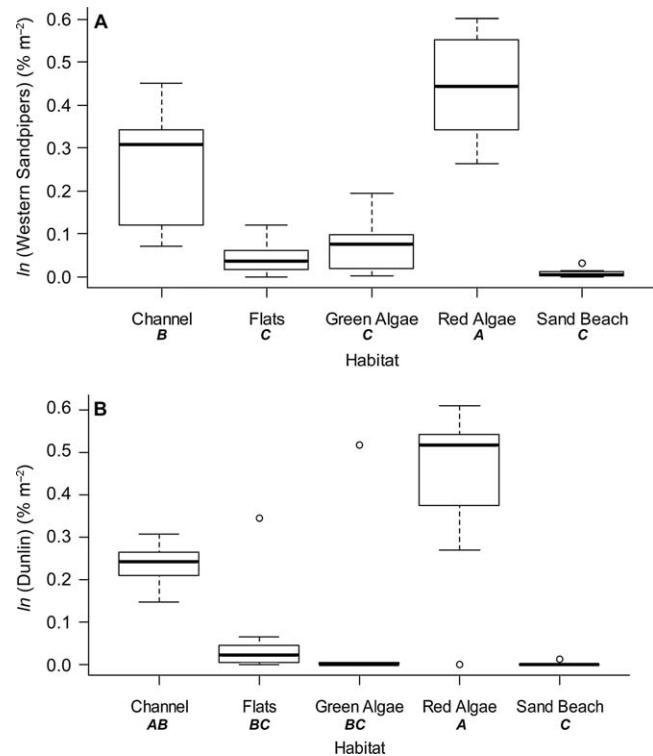 A
0.6
0.5
0.4
0.3
0.2
0.1
0.0
ln (Western Sandpipers) (% m⁻²)
Channel Flats Green Algae Red Algae Sand Beach
B C C A C
Habitat
B
0.6
0.5
0.4
0.3
0.2
0.1
0.0
ln (Dunlin) (% m⁻²)
Channel Flats Green Algae Red Algae Sand Beach
AB BC BC A C
Habitat